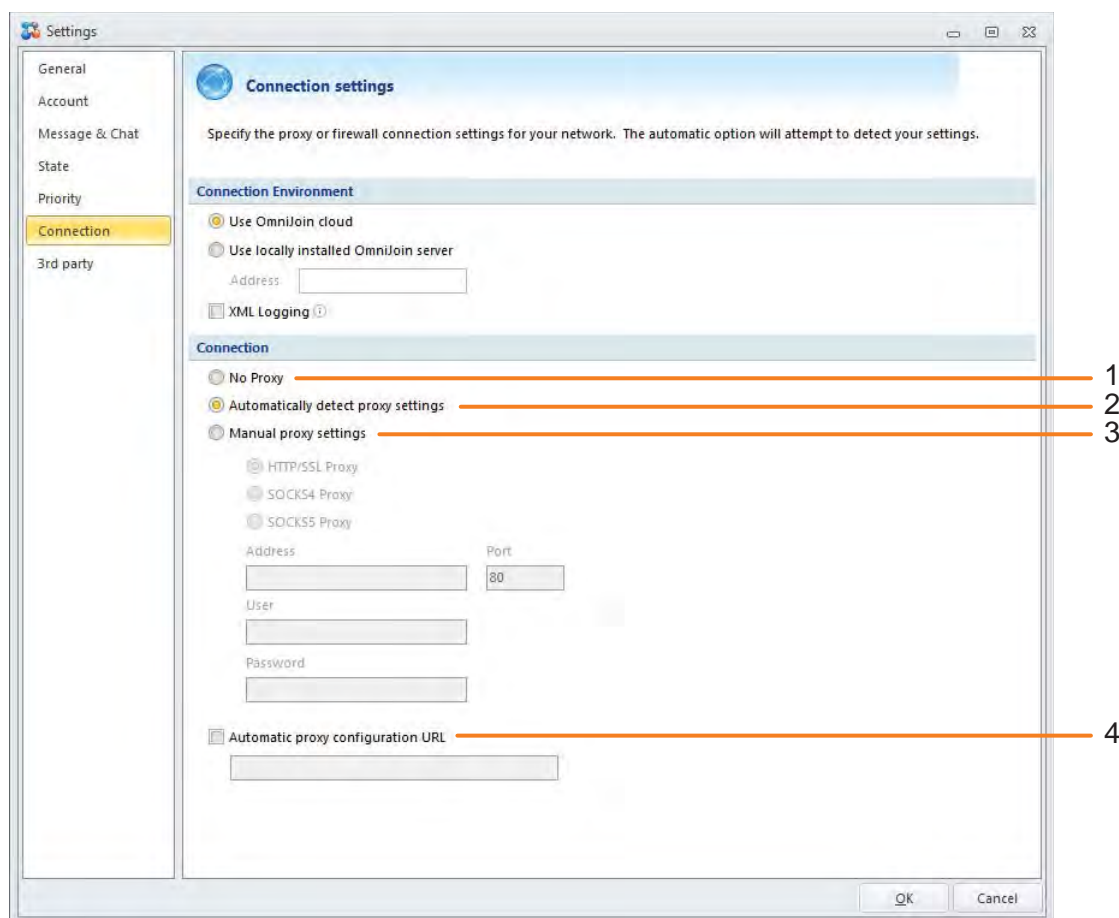 Settings
General
Account
Message & Chat
State
Priority
Connection
3rd party
Connection settings
Specify the proxy or firewall connection settings for your network. The automatic option will attempt to detect your settings.
Connection Environment
Use OmniJoin cloud
Use locally installed OmniJoin server
Address
XML Logging
Connection
No Proxy 1
Automatically detect proxy settings 2
Manual proxy settings 3
HTTP/SSL Proxy
SOCKS4 Proxy
SOCKS5 Proxy
Address Port
80
User
Password
Automatic proxy configuration URL 4
OK Cancel